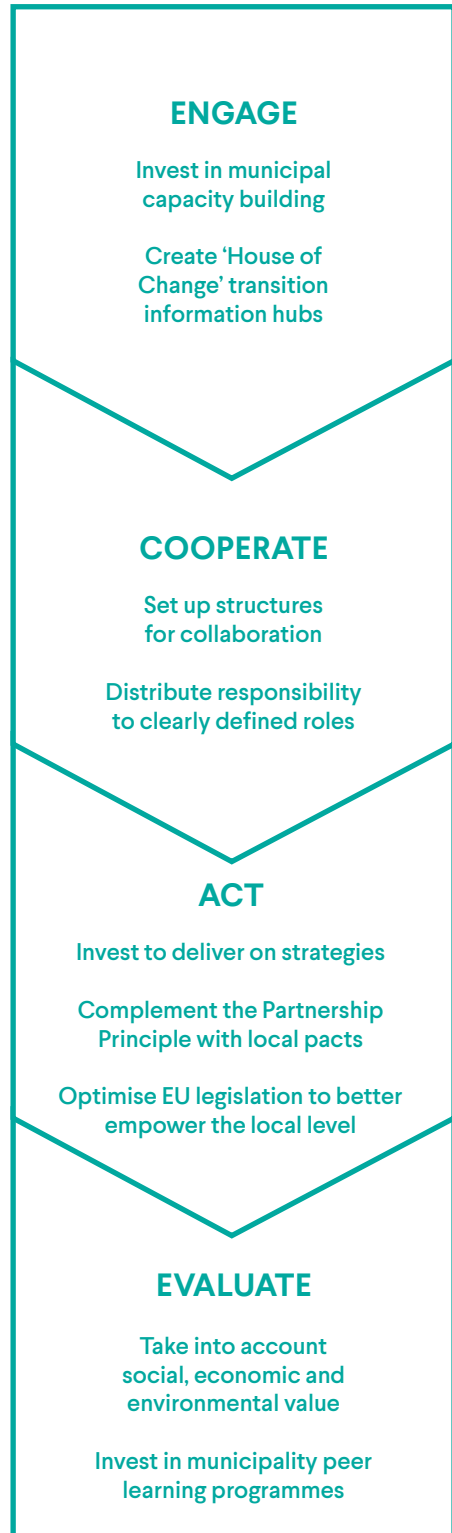 ENGAGE
Invest in municipal
capacity building
Create ‘House of
Change’ transition
information hubs
COOPERATE
Set up structures
for collaboration
Distribute responsibility
to clearly defined roles
ACT
Invest to deliver on strategies
Complement the Partnership
Principle with local pacts
Optimise EU legislation to better
empower the local level
EVALUATE
Take into account
social, economic and
environmental value
Invest in municipality peer
learning programmes